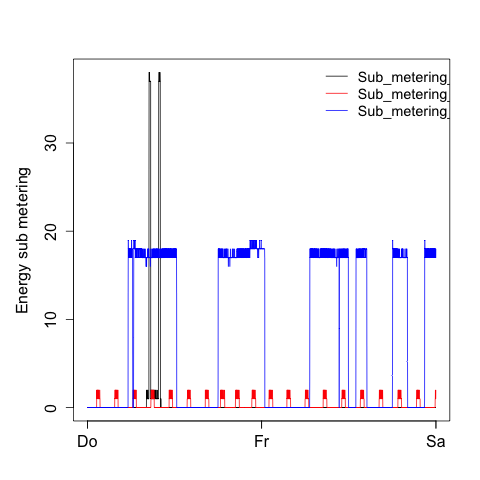 Sub_metering_
Sub_metering_
Sub_metering_
Energy sub metering
30
20
10
0
Do Fr Sa